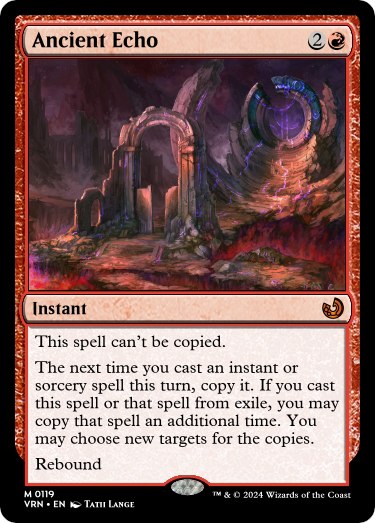 Ancient Echo
2
Instant
This spell can't be copied.
The next time you cast an instant or
sorcery spell this turn, copy it. If you cast
this spell or that spell from exile, you may
copy that spell an additional time. You
may choose new targets for the copies.
Rebound
M 0119
VRN • EN Tatii Lange
™ & © 2024 Wizards of the Coast